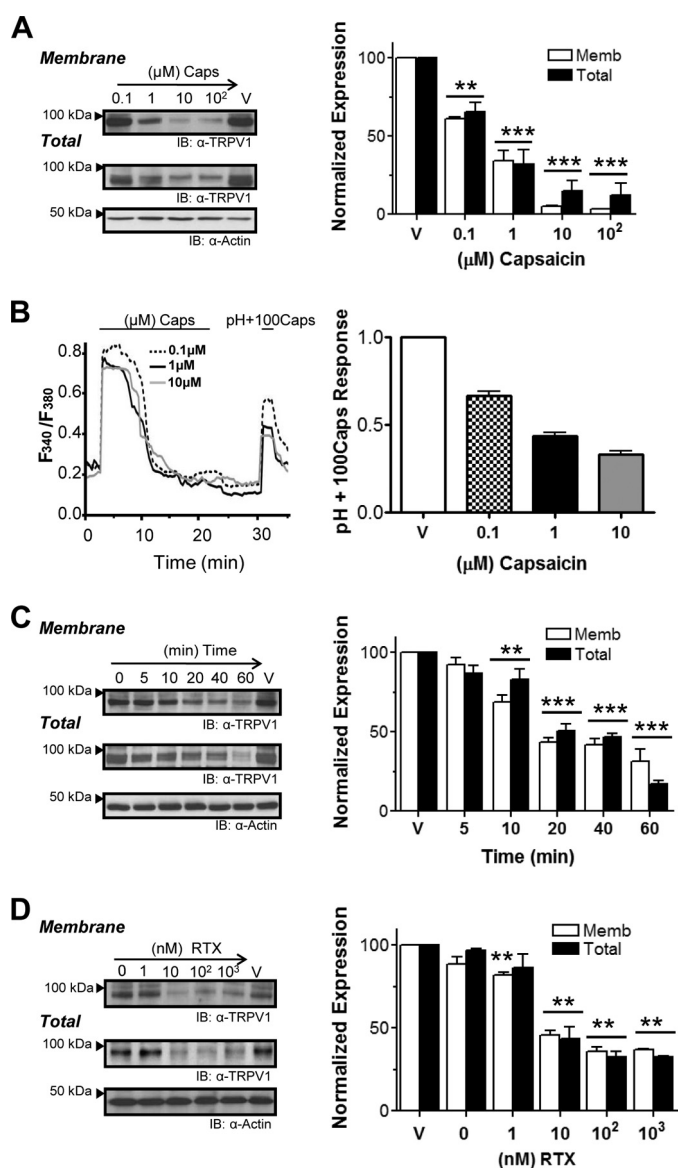 A
Membrane
(µM) Caps
0.1 1 10 10² V
100 kDa
IB: α-TRPV1
Total
100 kDa
IB: α-TRPV1
50 kDa
IB: α-Actin
Normalized Expression
100
75
50
25
0
Memb
Total
**
***
***
***
V 0.1 1 10 10²
(µM) Capsaicin
B
(µM) Caps
pH+100Caps
0.1µM
1µM
10µM
F340/F380
0.8
0.6
0.4
0.2
0.0
0 10 20 30
Time (min)
pH + 100Caps Response
1.0
0.5
0.0
V 0.1 1 10
(µM) Capsaicin
C
Membrane
(min) Time
0 5 10 20 40 60 V
100 kDa
IB: α-TRPV1
Total
100 kDa
IB: α-TRPV1
50 kDa
IB: α-Actin
Normalized Expression
100
75
50
25
0
Memb
Total
**
***
***
***
V 5 10 20 40 60
Time (min)
D
Membrane
(nM) RTX
0 1 10 10² 10³ V
100 kDa
IB: α-TRPV1
Total
100 kDa
IB: α-TRPV1
50 kDa
IB: α-Actin
Normalized Expression
100
75
50
25
0
Memb
Total
**
**
**
**
V 0 1 10 10² 10³
(nM) RTX